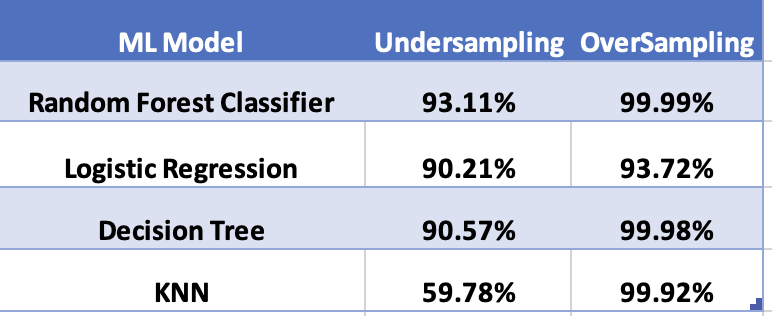 ML Model Undersampling OverSampling
Random Forest Classifier 93.11% 99.99%
Logistic Regression 90.21% 93.72%
Decision Tree 90.57% 99.98%
KNN 59.78% 99.92%